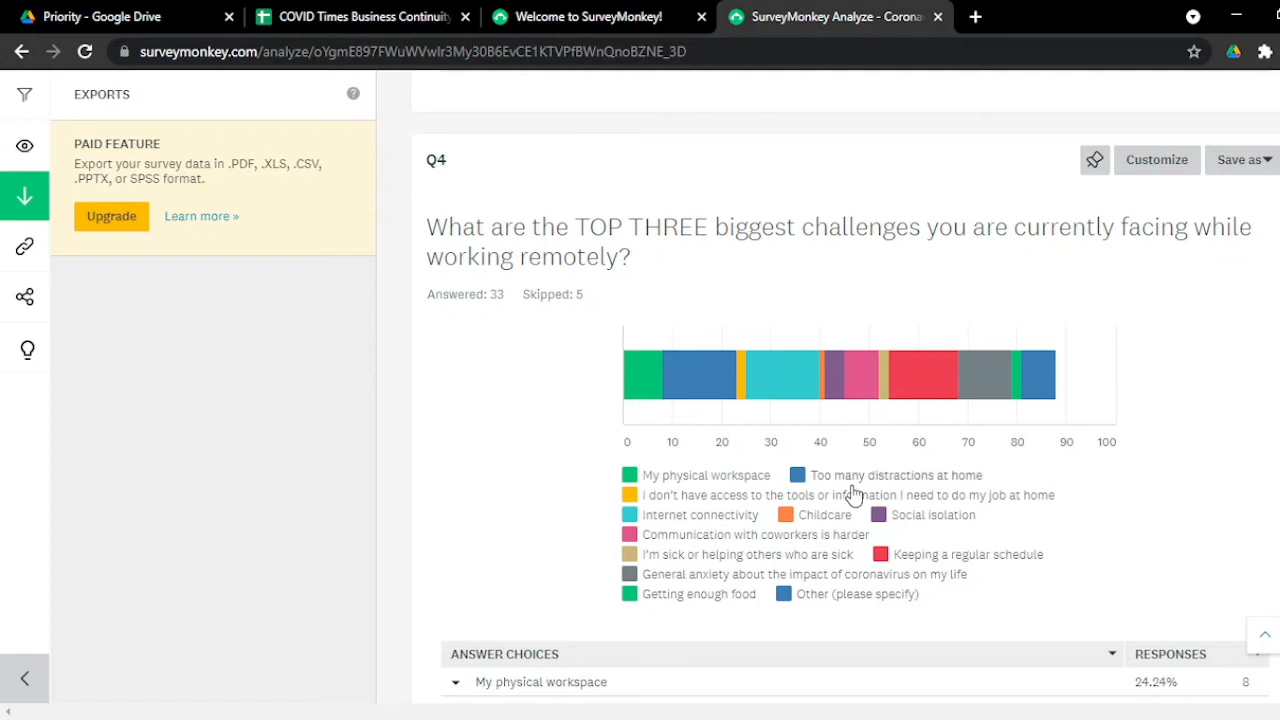 Priority - Google Drive
COVID Times Business Continuity
Welcome to SurveyMonkey!
SurveyMonkey Analyze - Corona
surveymonkey.com/analyze/oYgmE897FWuWVwIr3My30B6EvCE1KTVPfBWnQnoBZNE_3D
EXPORTS
PAID FEATURE
Export your survey data in .PDF, .XLS, .CSV,
.PPTX, or SPSS format.
Upgrade
Learn more »
Q4
Customize
Save as
What are the TOP THREE biggest challenges you are currently facing while
working remotely?
Answered: 33 Skipped: 5
0 10 20 30 40 50 60 70 80 90 100
My physical workspace Too many distractions at home
I don't have access to the tools or information I need to do my job at home
Internet connectivity Childcare Social isolation
Communication with coworkers is harder
I'm sick or helping others who are sick Keeping a regular schedule
General anxiety about the impact of coronavirus on my life
Getting enough food Other (please specify)
ANSWER CHOICES RESPONSES
My physical workspace 24.24% 8